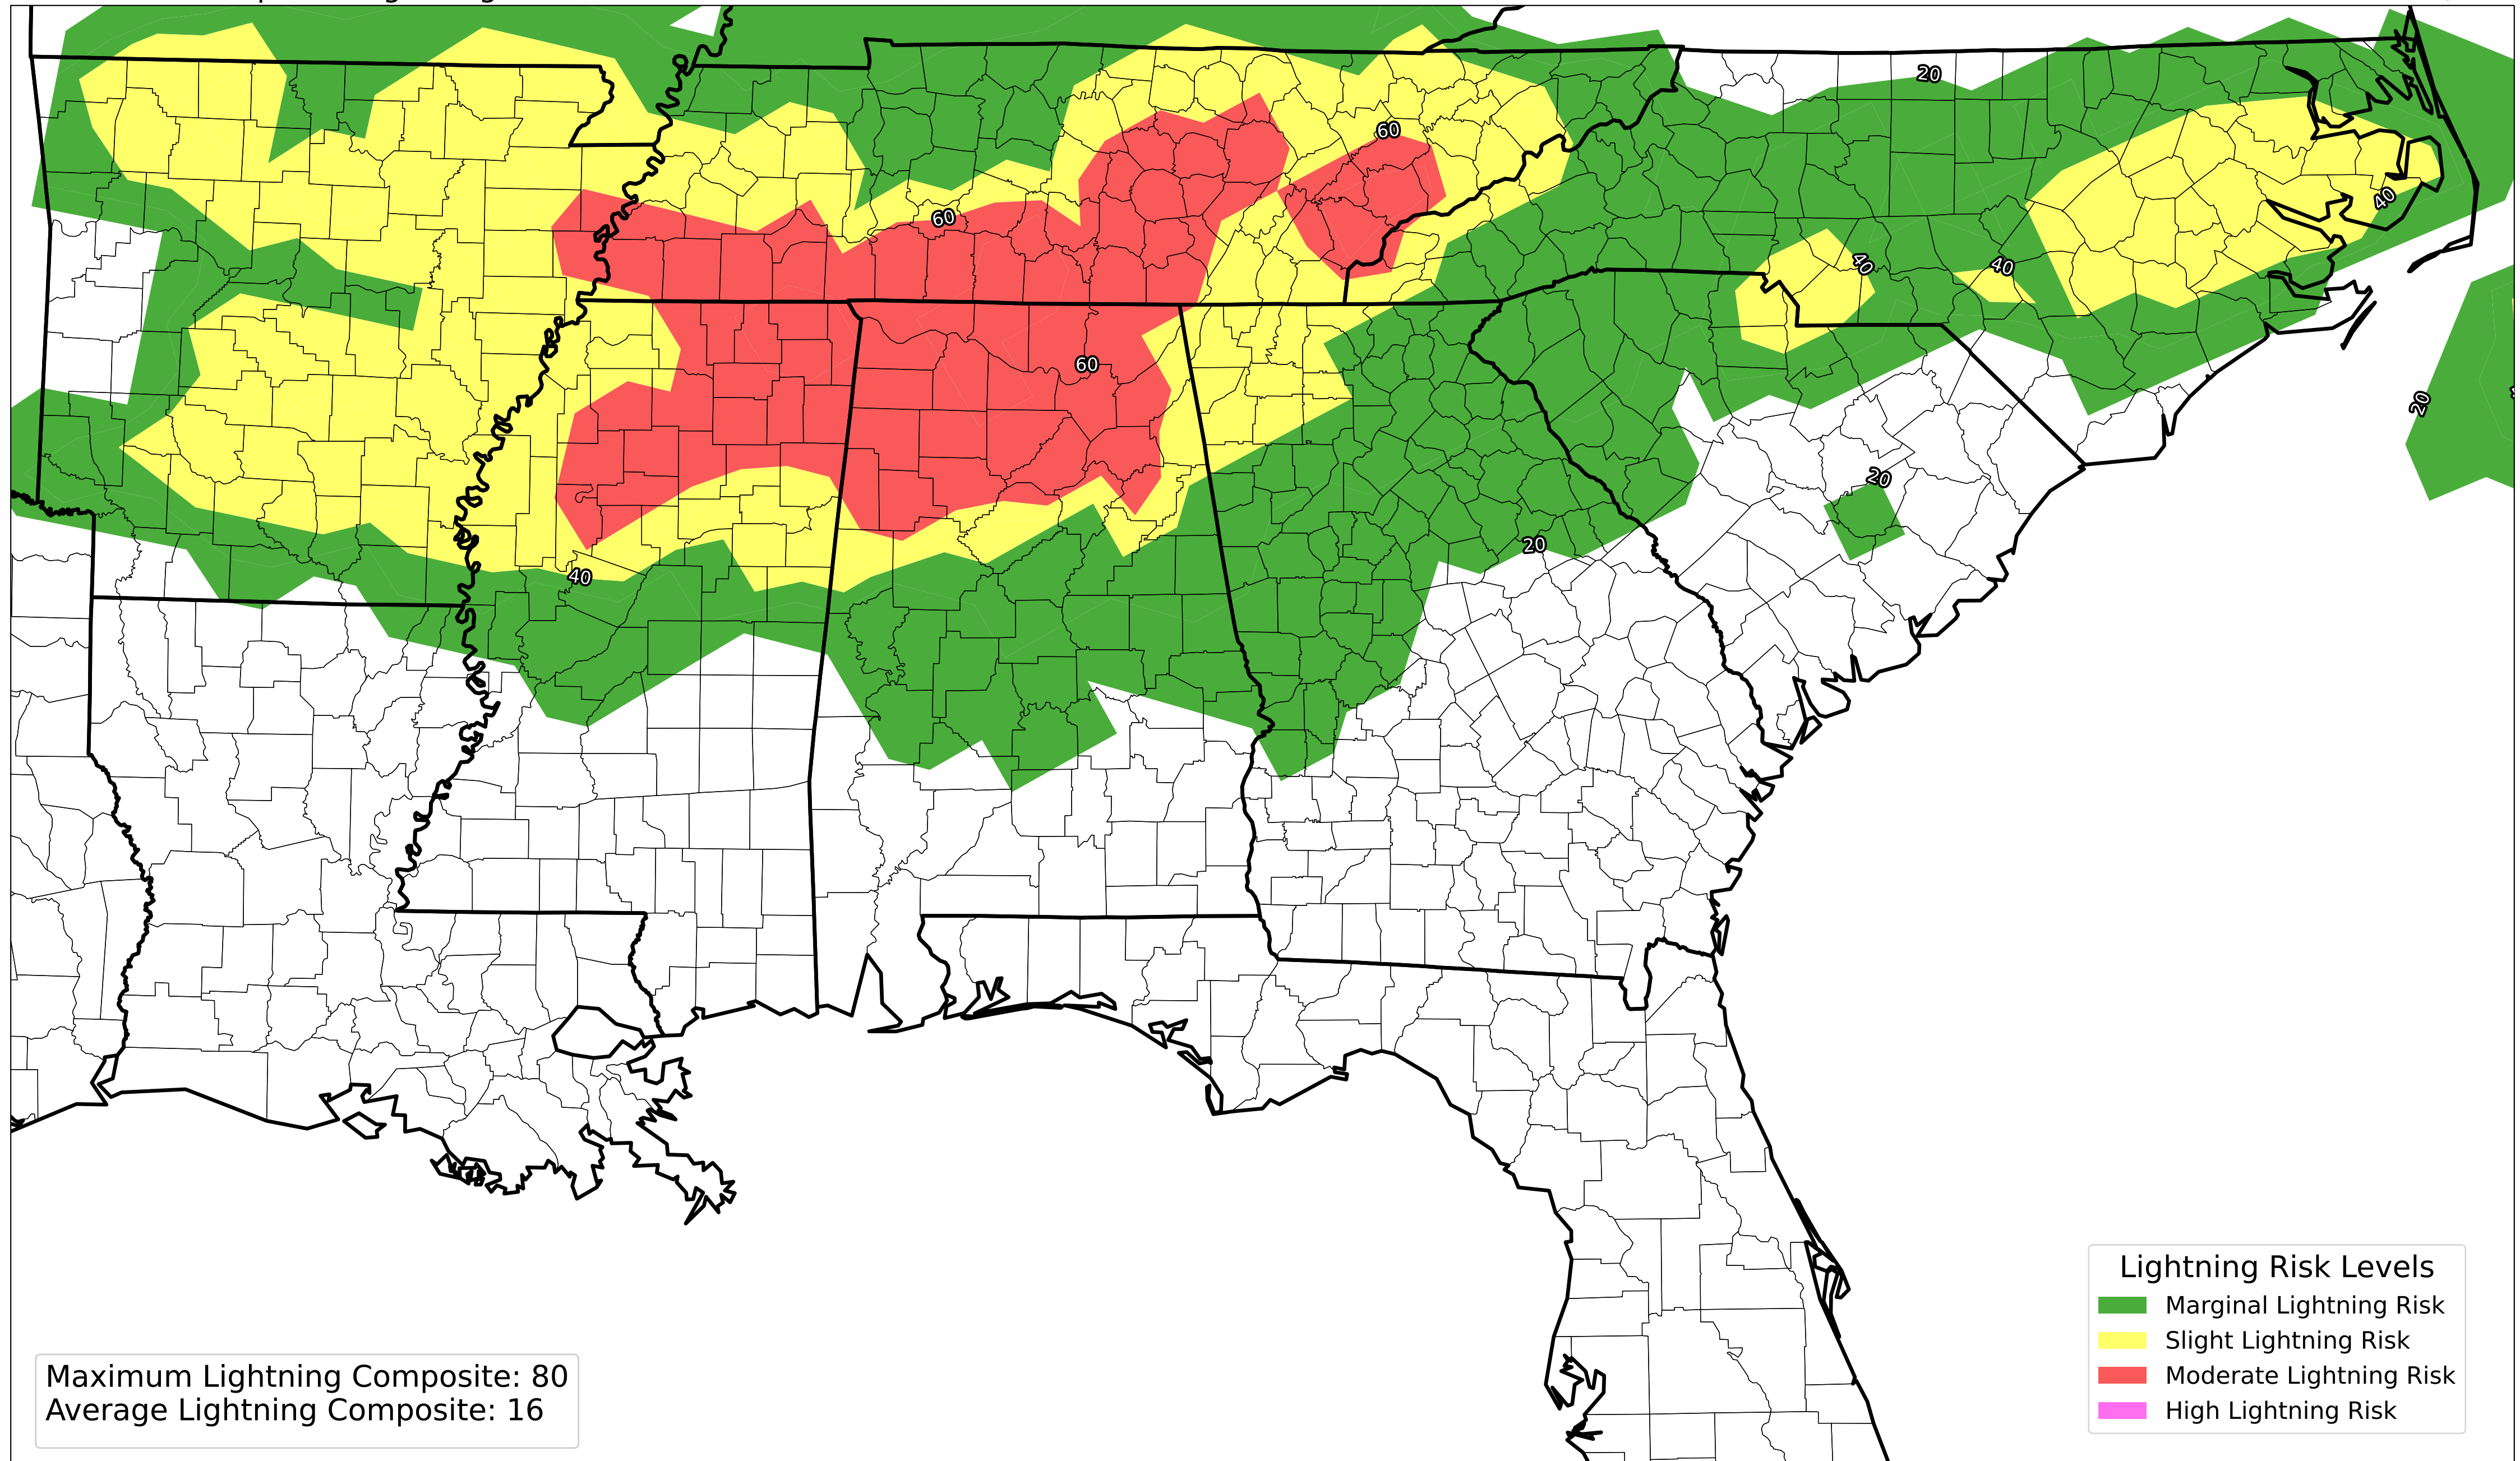 20
60
40
60
40
40
60
20
20
20
40
Lightning Risk Levels
Marginal Lightning Risk
Slight Lightning Risk
Moderate Lightning Risk
High Lightning Risk
Maximum Lightning Composite: 80
Average Lightning Composite: 16